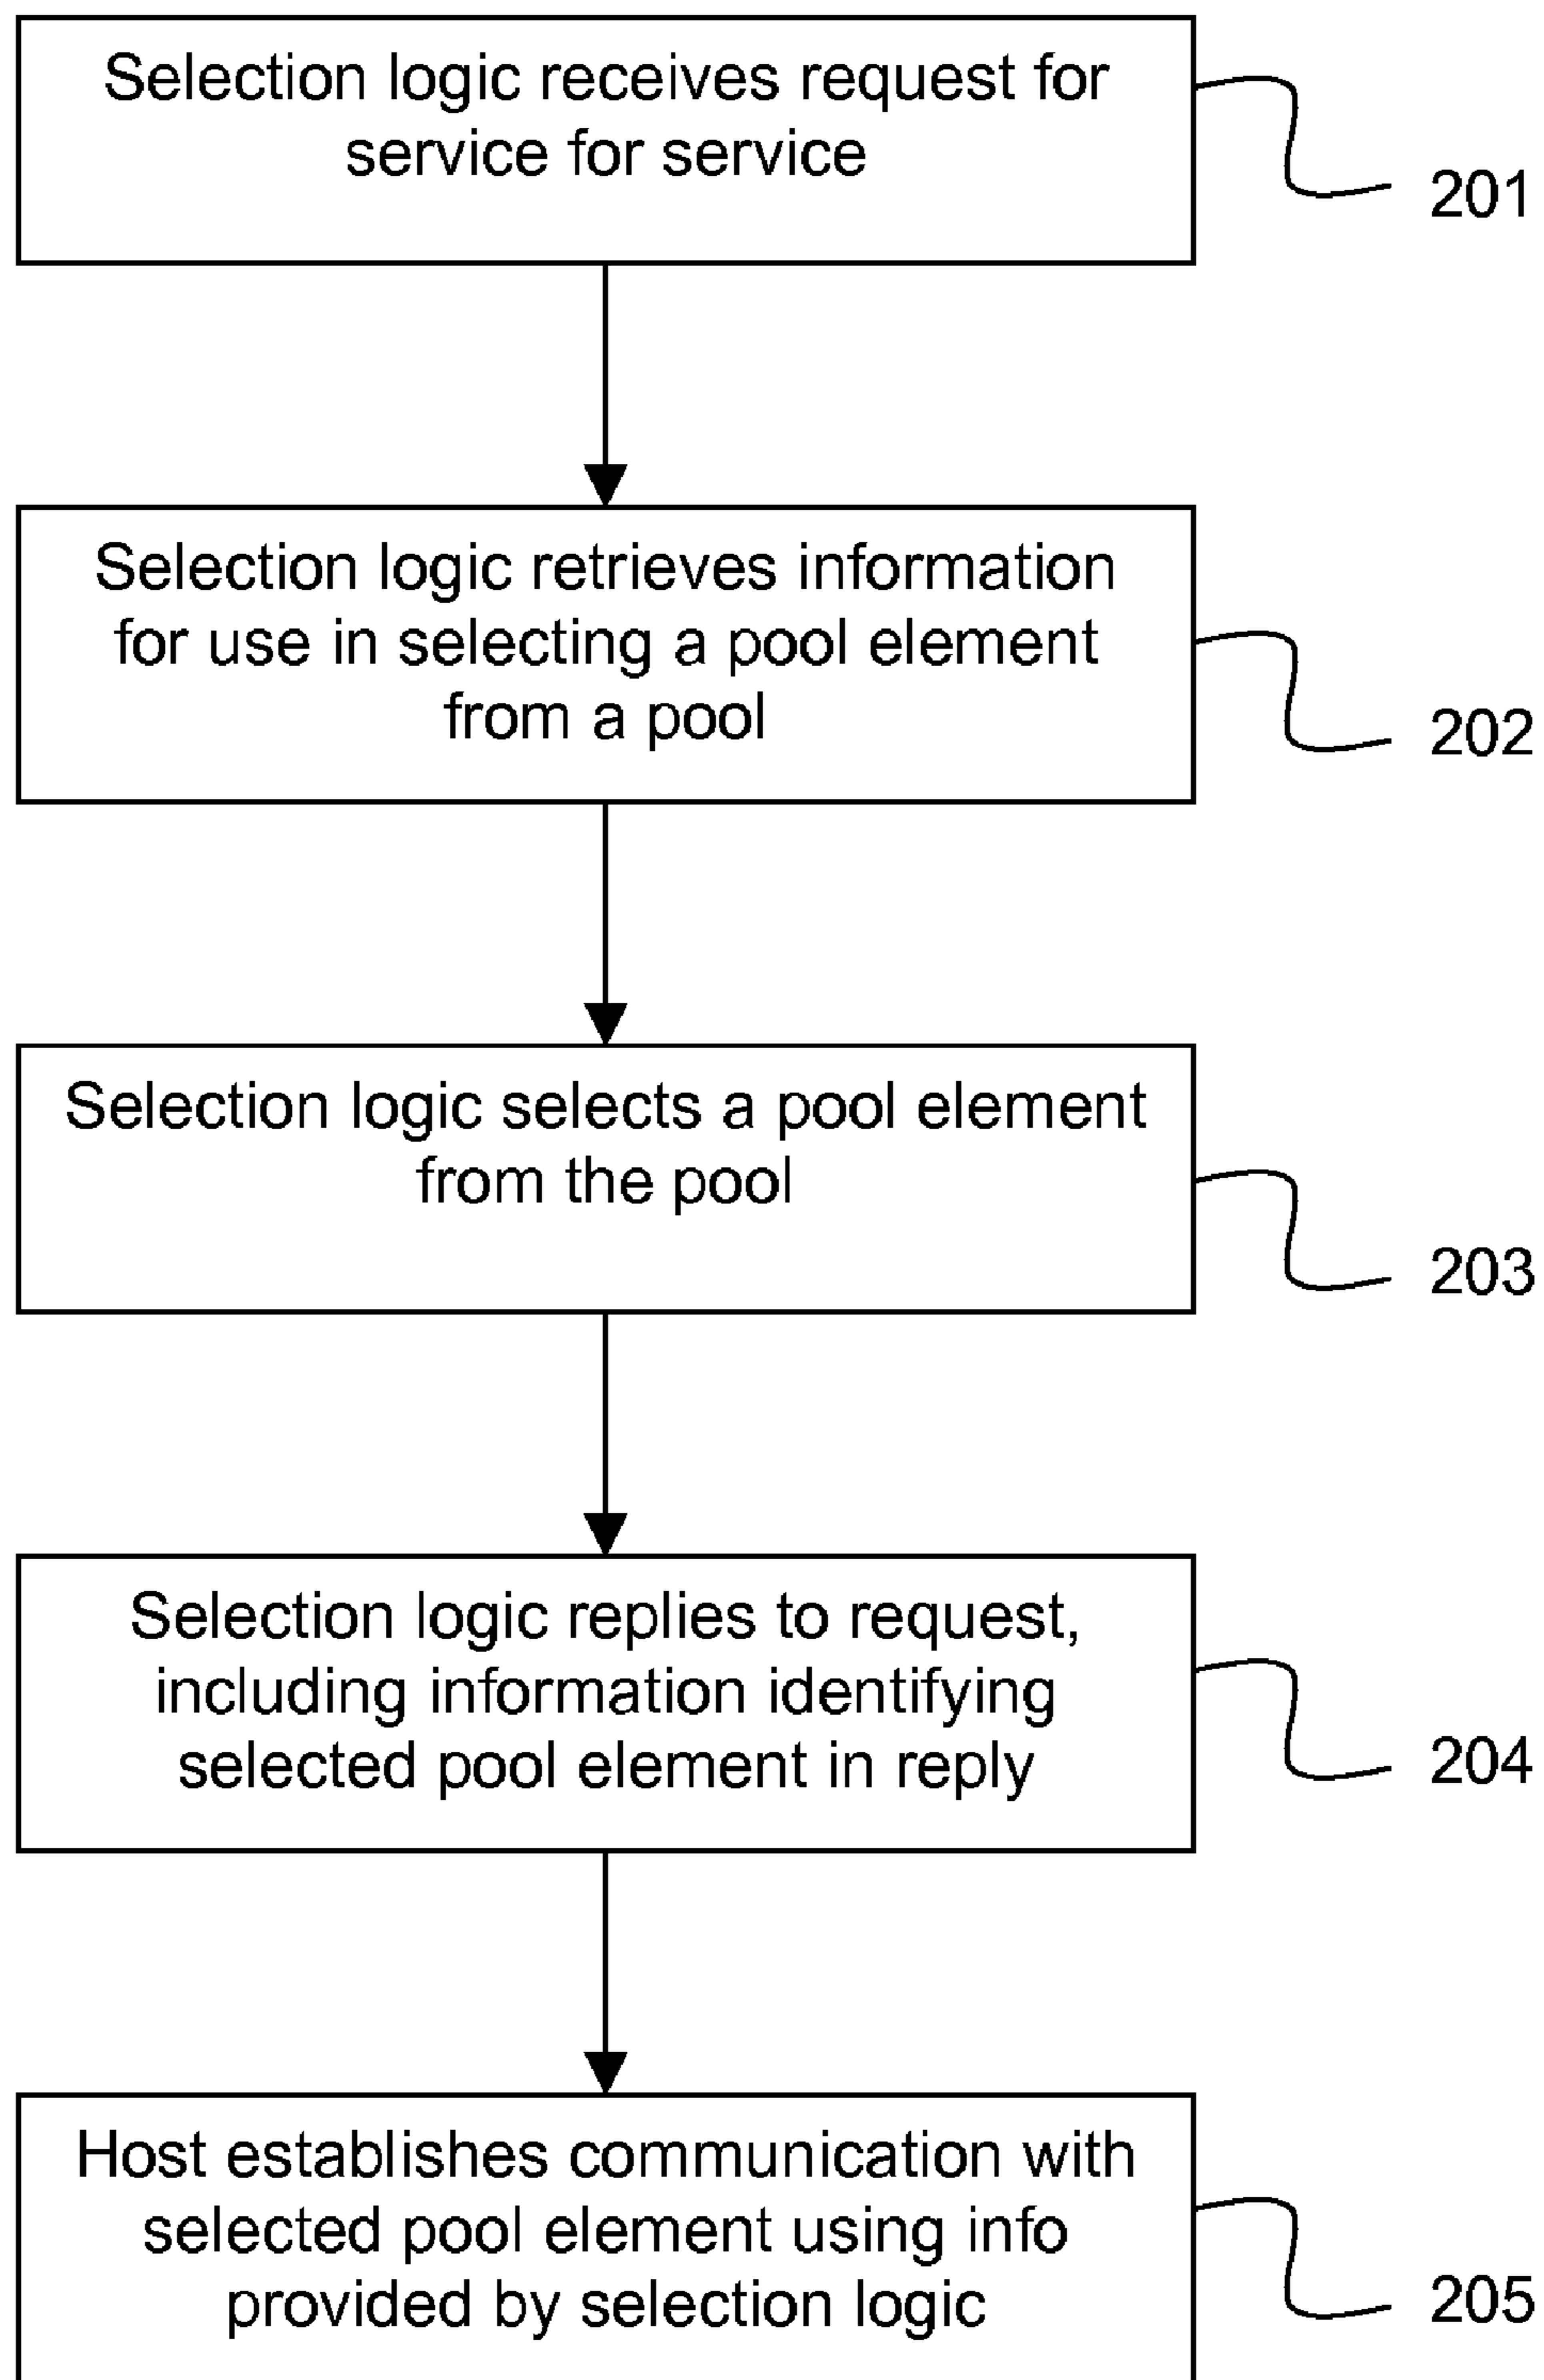 Selection logic receives request for
service for service
201
Selection logic retrieves information
for use in selecting a pool element
from a pool
202
Selection logic selects a pool element
from the pool
203
Selection logic replies to request,
including information identifying
selected pool element in reply
204
Host establishes communication with
selected pool element using info
provided by selection logic
205